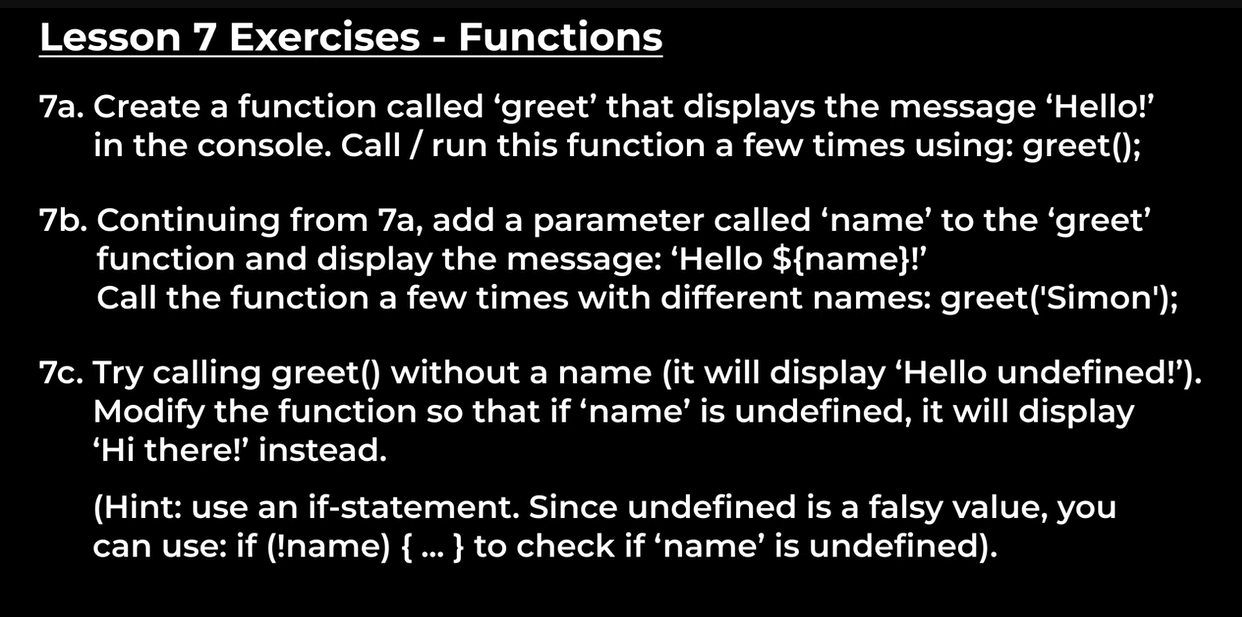 Lesson 7 Exercises - Functions
7a. Create a function called ‘greet’ that displays the message ‘Hello!’
in the console. Call / run this function a few times using: greet();
7b. Continuing from 7a, add a parameter called ‘name’ to the ‘greet’
function and display the message: ‘Hello ${name}!’
Call the function a few times with different names: greet('Simon');
7c. Try calling greet() without a name (it will display ‘Hello undefined!’).
Modify the function so that if ‘name’ is undefined, it will display
‘Hi there!’ instead.
(Hint: use an if-statement. Since undefined is a falsy value, you
can use: if (!name) { ... } to check if ‘name’ is undefined).